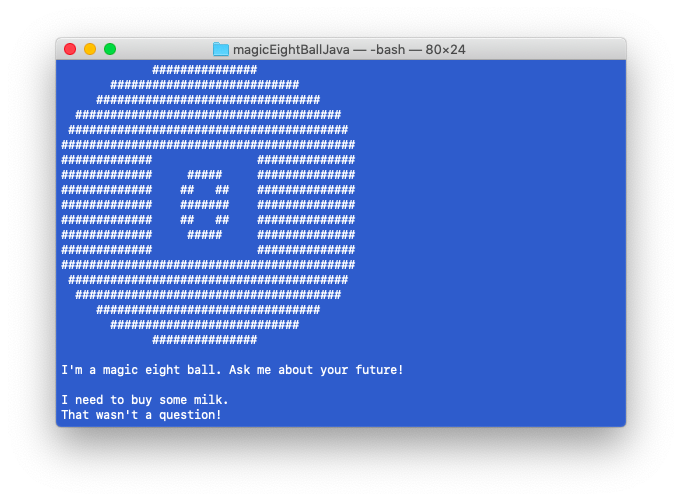 magicEightBallJava — -bash — 80×24
             ###############
       ###########################
     ################################
  ######################################
 ########################################
##########################################
#############               ##############
#############     #####     ##############
#############    ##   ##    ##############
#############    #######    ##############
#############    ##   ##    ##############
#############     #####     ##############
#############               ##############
##########################################
 ########################################
  ######################################
     ################################
       ###########################
             ###############
I'm a magic eight ball. Ask me about your future!
I need to buy some milk.
That wasn't a question!